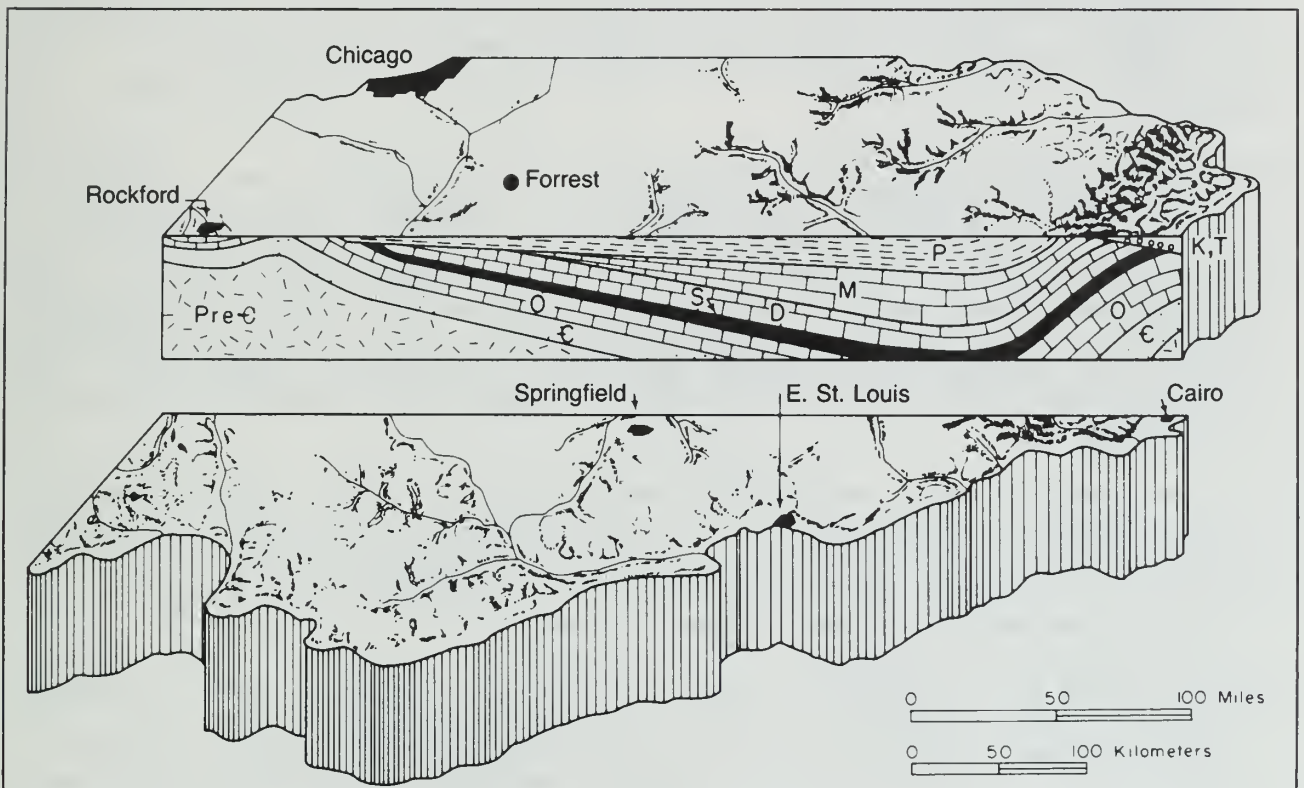 Chicago
Rockford
Forrest
P
K,T
M
S
D
O
O
Pre-Є
Є
Є
Springfield
E. St. Louis
Cairo
0 50 100 Miles
0 50 100 Kilometers